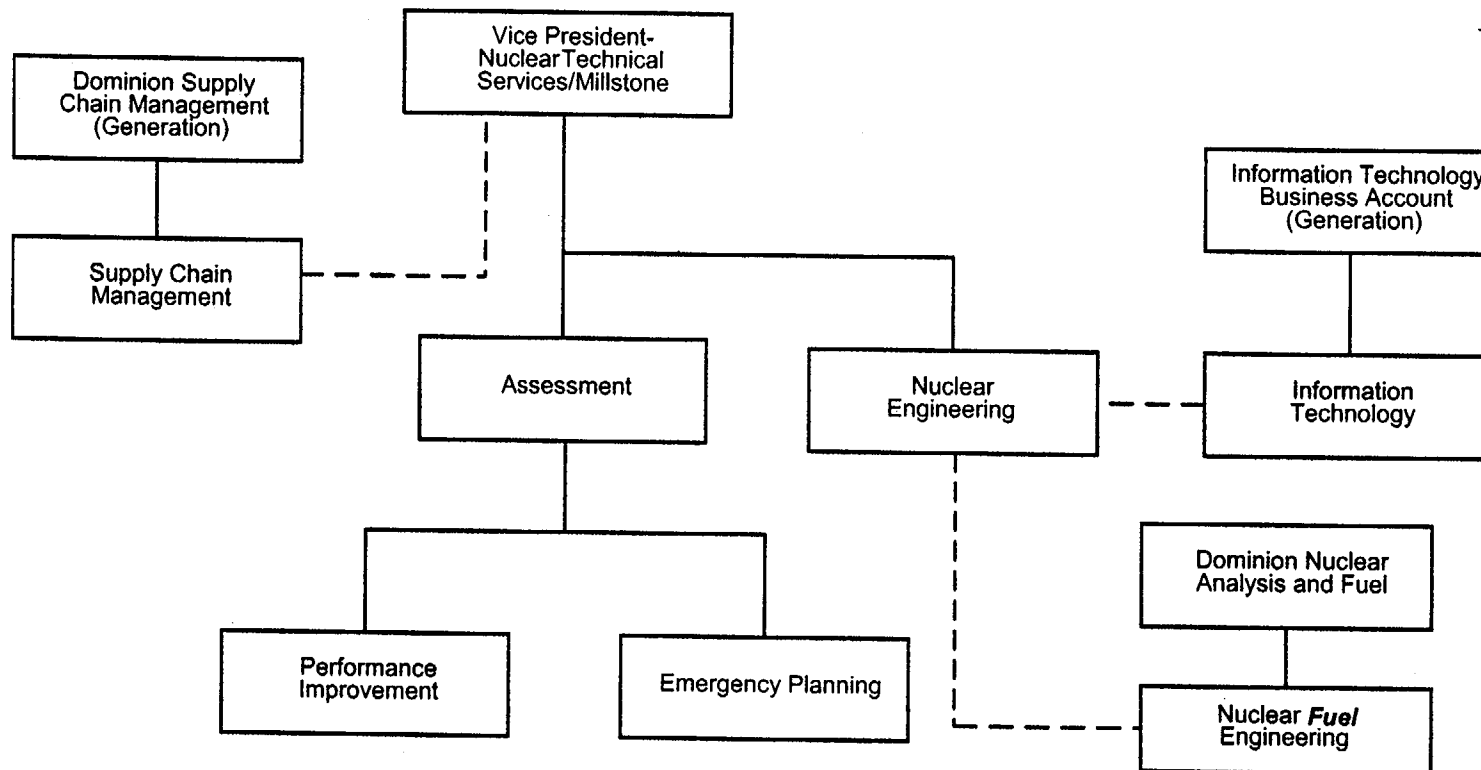 Vice President-
NuclearTechnical
Services/Millstone
Dominion Supply
Chain Management
(Generation)
Information Technology
Business Account
(Generation)
Supply Chain
Management
Assessment
Nuclear
Engineering
Information
Technology
Dominion Nuclear
Analysis and Fuel
Performance
Improvement
Emergency Planning
Nuclear Fuel
Engineering